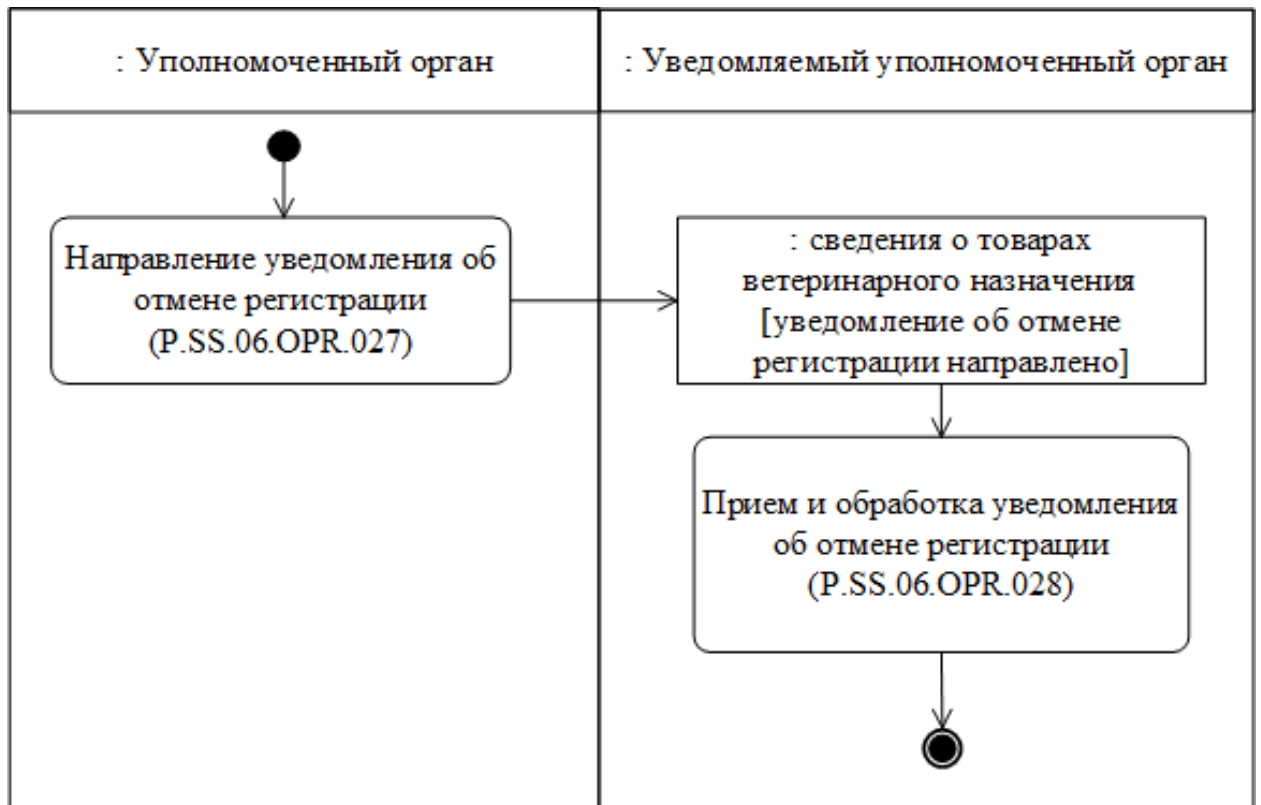 : Уполномоченный орган
: Уведомляемый уполномоченный орган
Направление уведомления об
отмене регистрации
(P.SS.06.OPR.027)
: сведения о товарах
ветеринарного назначения
[уведомление об отмене
регистрации направлено]
Прием и обработка уведомления
об отмене регистрации
(P.SS.06.OPR.028)